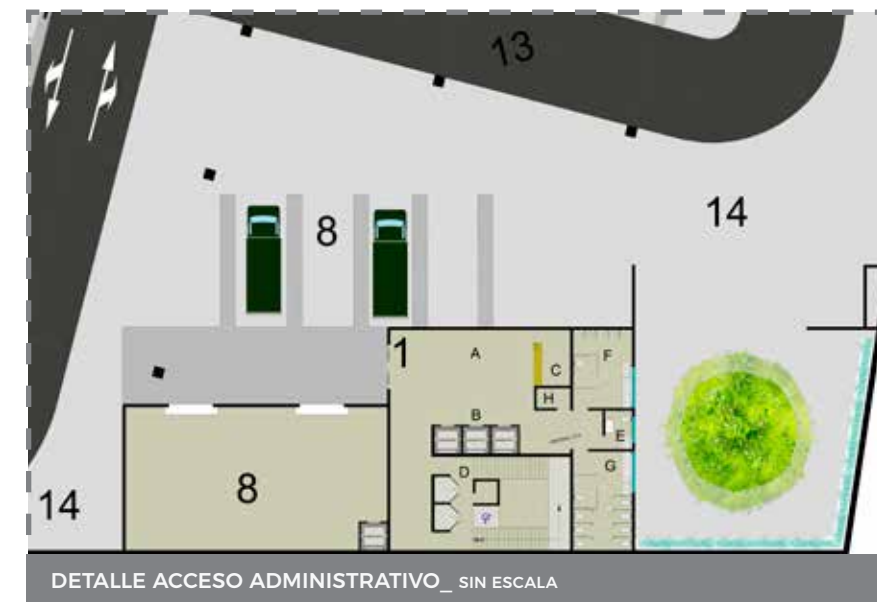 13
8
14
1
A
C
F
H
B
E
D
G
8
14
DETALLE ACCESO ADMINISTRATIVO_ SIN ESCALA